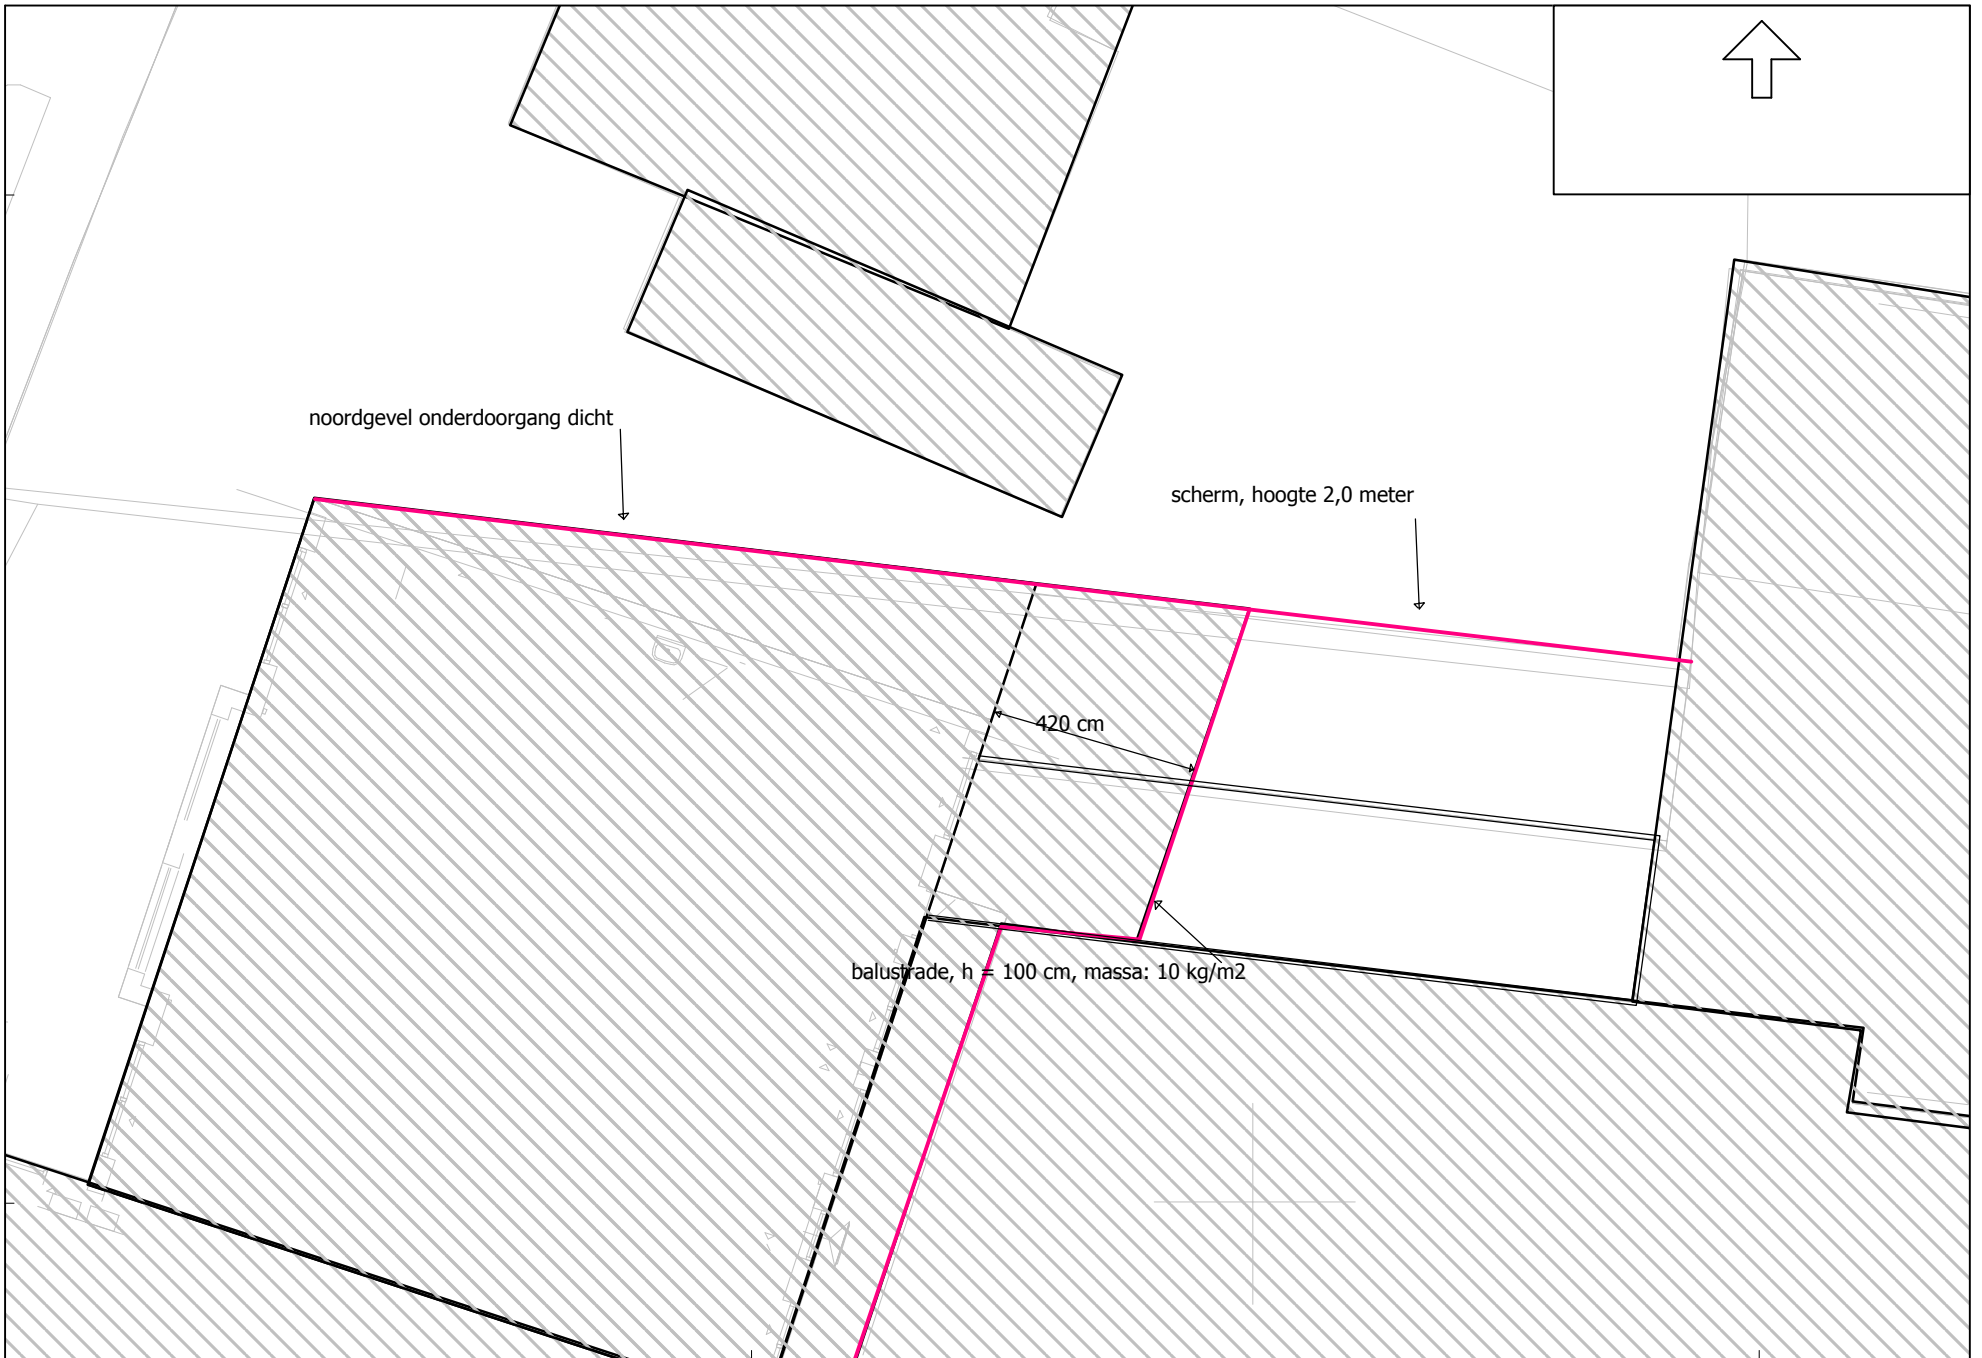 noordgevel onderdoorgang dicht
scherm, hoogte 2,0 meter
420 cm
balustrade, h = 100 cm, massa: 10 kg/m2